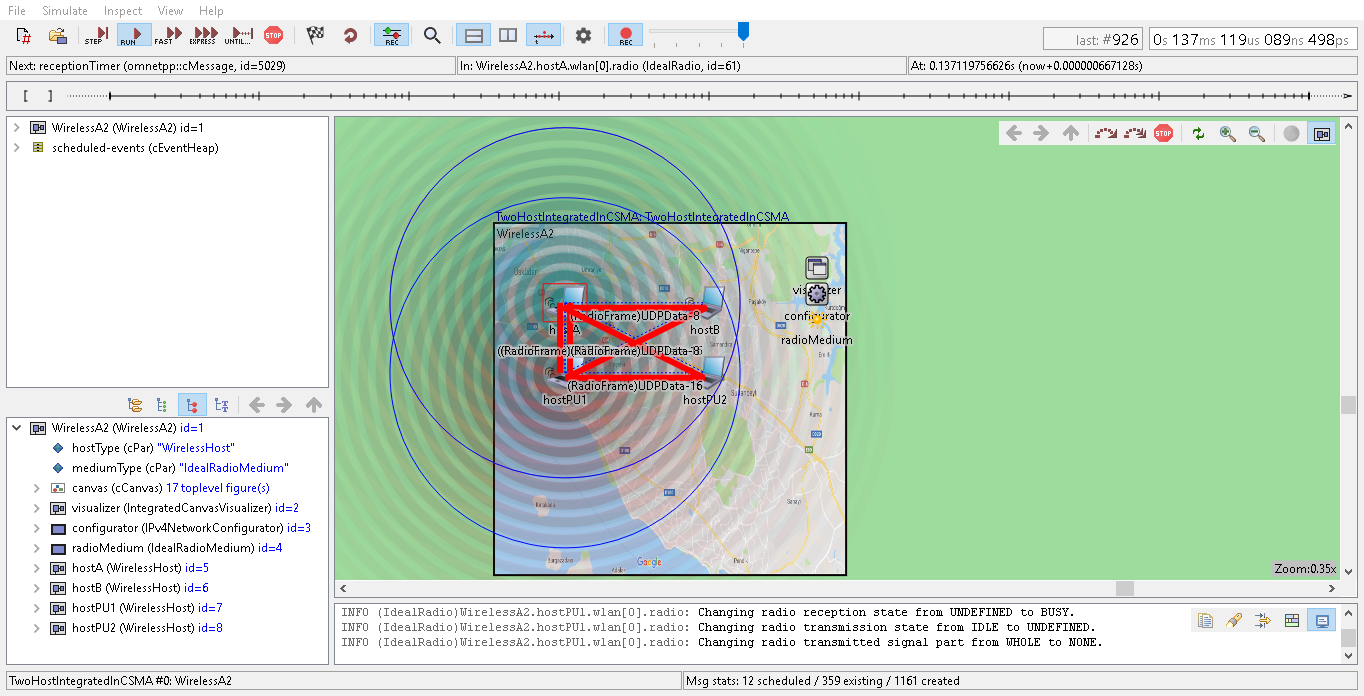 File Simulate Inspect View Help
STEP RUN FAST EXPRESS UNTIL... STOP REC REC
last: #926 0s 137ms 119us 089ns 498ps
Next: receptionTimer (omnetpp::cMessage, id=5029) In: WirelessA2.hostA.wlan[0].radio (IdealRadio, id=61) At: 0.137119756626s (now+0.000000667128s)
[ ]
WirelessA2 (WirelessA2) id=1
scheduled-events (cEventHeap)
STOP
TwoHostIntegratedInCSMA: TwoHostIntegratedInCSMA
WirelessA2
visualizer
(RadioFrame)UDPData-8
configurator
hostA
hostB
radioMedium
((RadioFrame)(RadioFrame)UDPData-8
(RadioFrame)UDPData-16
hostPU1
hostPU2
Google
Zoom:0.35x
WirelessA2 (WirelessA2) id=1
hostType (cPar) "WirelessHost"
mediumType (cPar) "IdealRadioMedium"
canvas (cCanvas) 17 toplevel figure(s)
visualizer (IntegratedCanvasVisualizer) id=2
configurator (IPv4NetworkConfigurator) id=3
radioMedium (IdealRadioMedium) id=4
hostA (WirelessHost) id=5
hostB (WirelessHost) id=6
hostPU1 (WirelessHost) id=7
hostPU2 (WirelessHost) id=8
INFO (IdealRadio)WirelessA2.hostPU1.wlan[0].radio: Changing radio reception state from UNDEFINED to BUSY.
INFO (IdealRadio)WirelessA2.hostPU1.wlan[0].radio: Changing radio transmission state from IDLE to UNDEFINED.
INFO (IdealRadio)WirelessA2.hostPU1.wlan[0].radio: Changing radio transmitted signal part from WHOLE to NONE.
TwoHostIntegratedInCSMA #0: WirelessA2 Msg stats: 12 scheduled / 359 existing / 1161 created